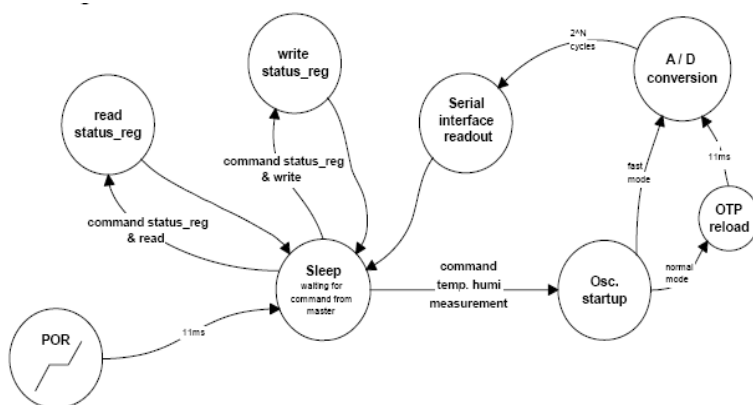 write
status_reg
2^N
cycles
A / D
conversion
read
status_reg
Serial
interface
readout
command status_reg
& write
fast
mode
11ms
OTP
reload
command status_reg
& read
Sleep
waiting for
command from
master
command
temp. humi
measurement
Osc.
startup
normal
mode
POR
11ms